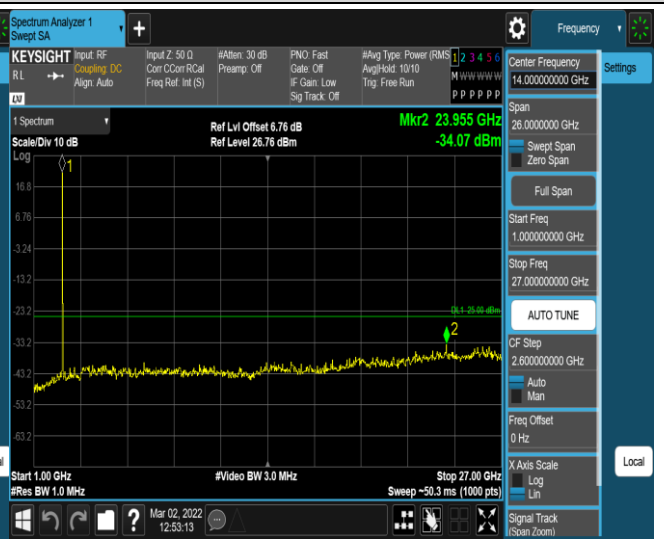 Spectrum Analyzer 1
Swept SA
Frequency
KEYSIGHT
RL
Input: RF
Coupling: DC
Align: Auto
Input Z: 50 Ω
Corr CCorr RCal
Freq Ref: Int (S)
#Atten: 30 dB
Preamp: Off
PNO: Fast
Gate: Off
IF Gain: Low
Sig Track: Off
#Avg Type: Power (RMS
Avg|Hold: 10/10
Trig: Free Run
1 2 3 4 5 6
M W W W W W
P P P P P P
LXI
1 Spectrum
Scale/Div 10 dB
Log
Ref Lvl Offset 6.76 dB
Ref Level 26.76 dBm
Mkr2 23.955 GHz
-34.07 dBm
1
16.8
6.76
-3.24
-13.2
-23.2
DL1 -25.00 dBm
2
-33.2
-43.2
-53.2
-63.2
Start 1.00 GHz
#Res BW 1.0 MHz
#Video BW 3.0 MHz
Stop 27.00 GHz
Sweep ~50.3 ms (1000 pts)
?
Mar 02, 2022
12:53:13
Center Frequency
14.000000000 GHz
Settings
Span
26.0000000 GHz
Swept Span
Zero Span
Full Span
Start Freq
1.000000000 GHz
Stop Freq
27.000000000 GHz
AUTO TUNE
CF Step
2.600000000 GHz
Auto
Man
Freq Offset
0 Hz
X Axis Scale
Log
Lin
Local
Signal Track
(Span Zoom)